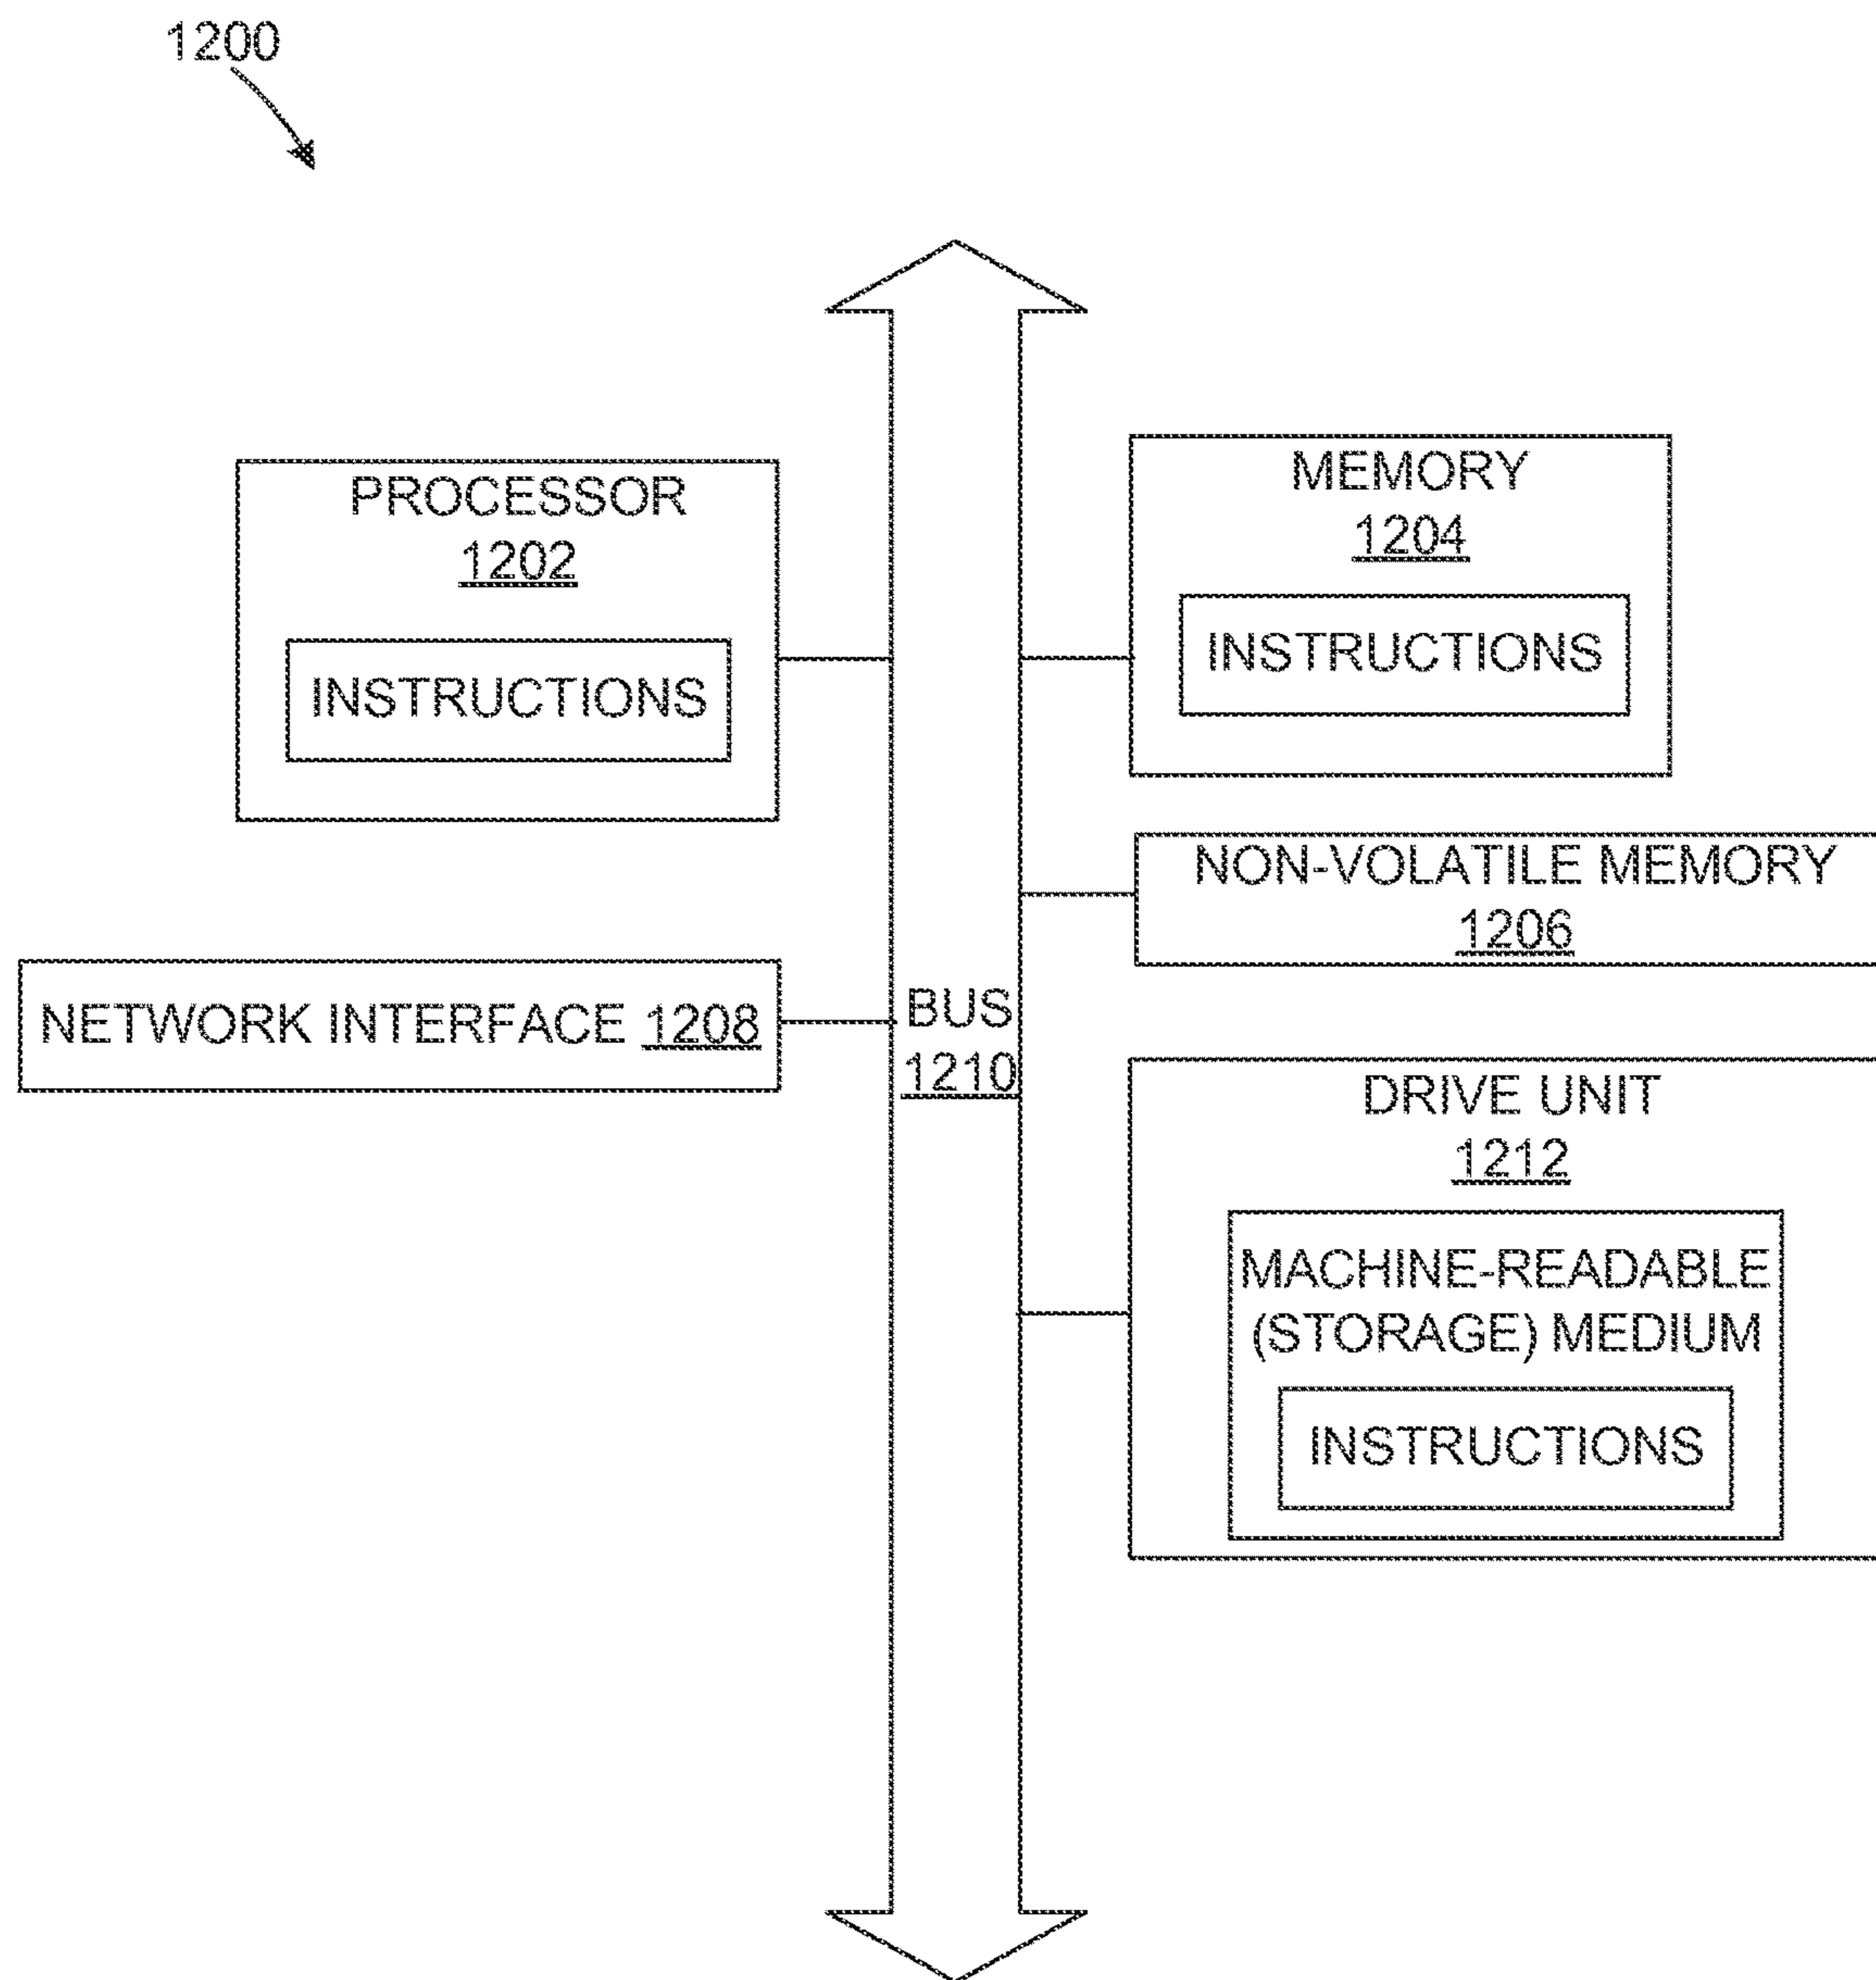 1200
PROCESSOR
1202
INSTRUCTIONS
MEMORY
1204
INSTRUCTIONS
NON-VOLATILE MEMORY
1206
NETWORK INTERFACE 1208
BUS
1210
DRIVE UNIT
1212
MACHINE-READABLE
(STORAGE) MEDIUM
INSTRUCTIONS